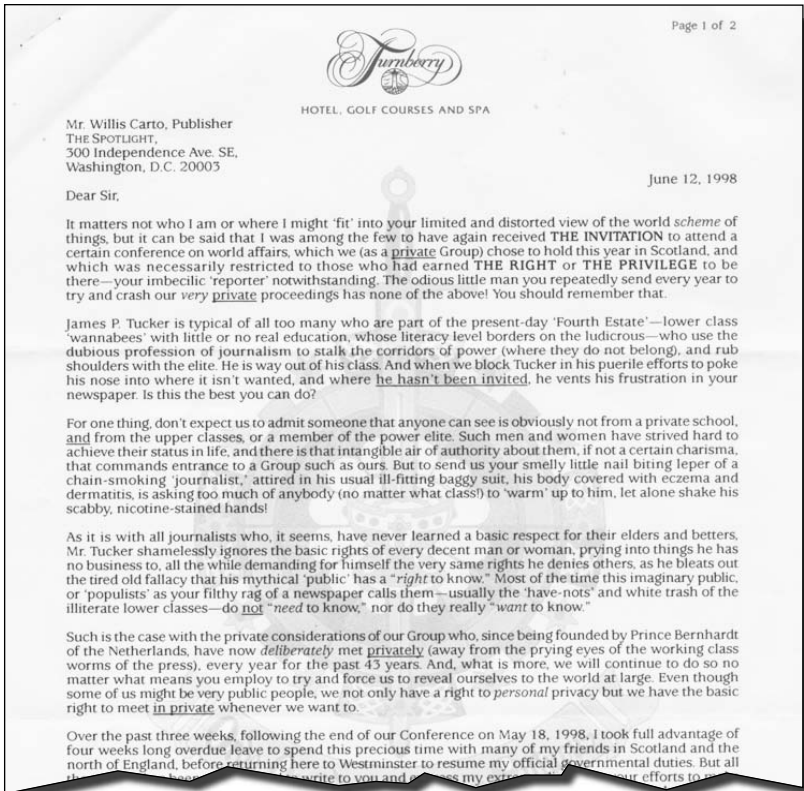 Page 1 of 2
Turnberry
HOTEL, GOLF COURSES AND SPA
Mr. Willis Carto, Publisher
THE SPOTLIGHT,
300 Independence Ave. SE,
Washington, D.C. 20003
June 12, 1998
Dear Sir,
It matters not who I am or where I might 'fit' into your limited and distorted view of the world scheme of
things, but it can be said that I was among the few to have again received THE INVITATION to attend a
certain conference on world affairs, which we (as a private Group) chose to hold this year in Scotland, and
which was necessarily restricted to those who had earned THE RIGHT or THE PRIVILEGE to be
there—your imbecilic 'reporter' notwithstanding. The odious little man you repeatedly send every year to
try and crash our very private proceedings has none of the above! You should remember that.
James P. Tucker is typical of all too many who are part of the present-day 'Fourth Estate'—lower class
'wannabees' with little or no real education, whose literacy level borders on the ludicrous—who use the
dubious profession of journalism to stalk the corridors of power (where they do not belong), and rub
shoulders with the elite. He is way out of his class. And when we block Tucker in his puerile efforts to poke
his nose into where it isn't wanted, and where he hasn't been invited, he vents his frustration in your
newspaper. Is this the best you can do?
For one thing, don't expect us to admit someone that anyone can see is obviously not from a private school,
and from the upper classes, or a member of the power elite. Such men and women have strived hard to
achieve their status in life, and there is that intangible air of authority about them, if not a certain charisma,
that commands entrance to a Group such as ours. But to send us your smelly little nail biting leper of a
chain-smoking 'journalist,' attired in his usual ill-fitting baggy suit, his body covered with eczema and
dermatitis, is asking too much of anybody (no matter what class!) to 'warm' up to him, let alone shake his
scabby, nicotine-stained hands!
As it is with all journalists who, it seems, have never learned a basic respect for their elders and betters,
Mr. Tucker shamelessly ignores the basic rights of every decent man or woman, prying into things he has
no business to, all the while demanding for himself the very same rights he denies others, as he bleats out
the tired old fallacy that his mythical 'public' has a "right to know." Most of the time this imaginary public,
or 'populists' as your filthy rag of a newspaper calls them—usually the 'have-nots' and white trash of the
illiterate lower classes—do not "need to know," nor do they really "want to know."
Such is the case with the private considerations of our Group who, since being founded by Prince Bernhardt
of the Netherlands, have now deliberately met privately (away from the prying eyes of the working class
worms of the press), every year for the past 43 years. And, what is more, we will continue to do so no
matter what means you employ to try and force us to reveal ourselves to the world at large. Even though
some of us might be very public people, we not only have a right to personal privacy but we have the basic
right to meet in private whenever we want to.
Over the past three weeks, following the end of our Conference on May 18, 1998, I took full advantage of
four weeks long overdue leave to spend this precious time with many of my friends in Scotland and the
north of England, before returning here to Westminster to resume my official governmental duties. But all
write to you and my efforts to